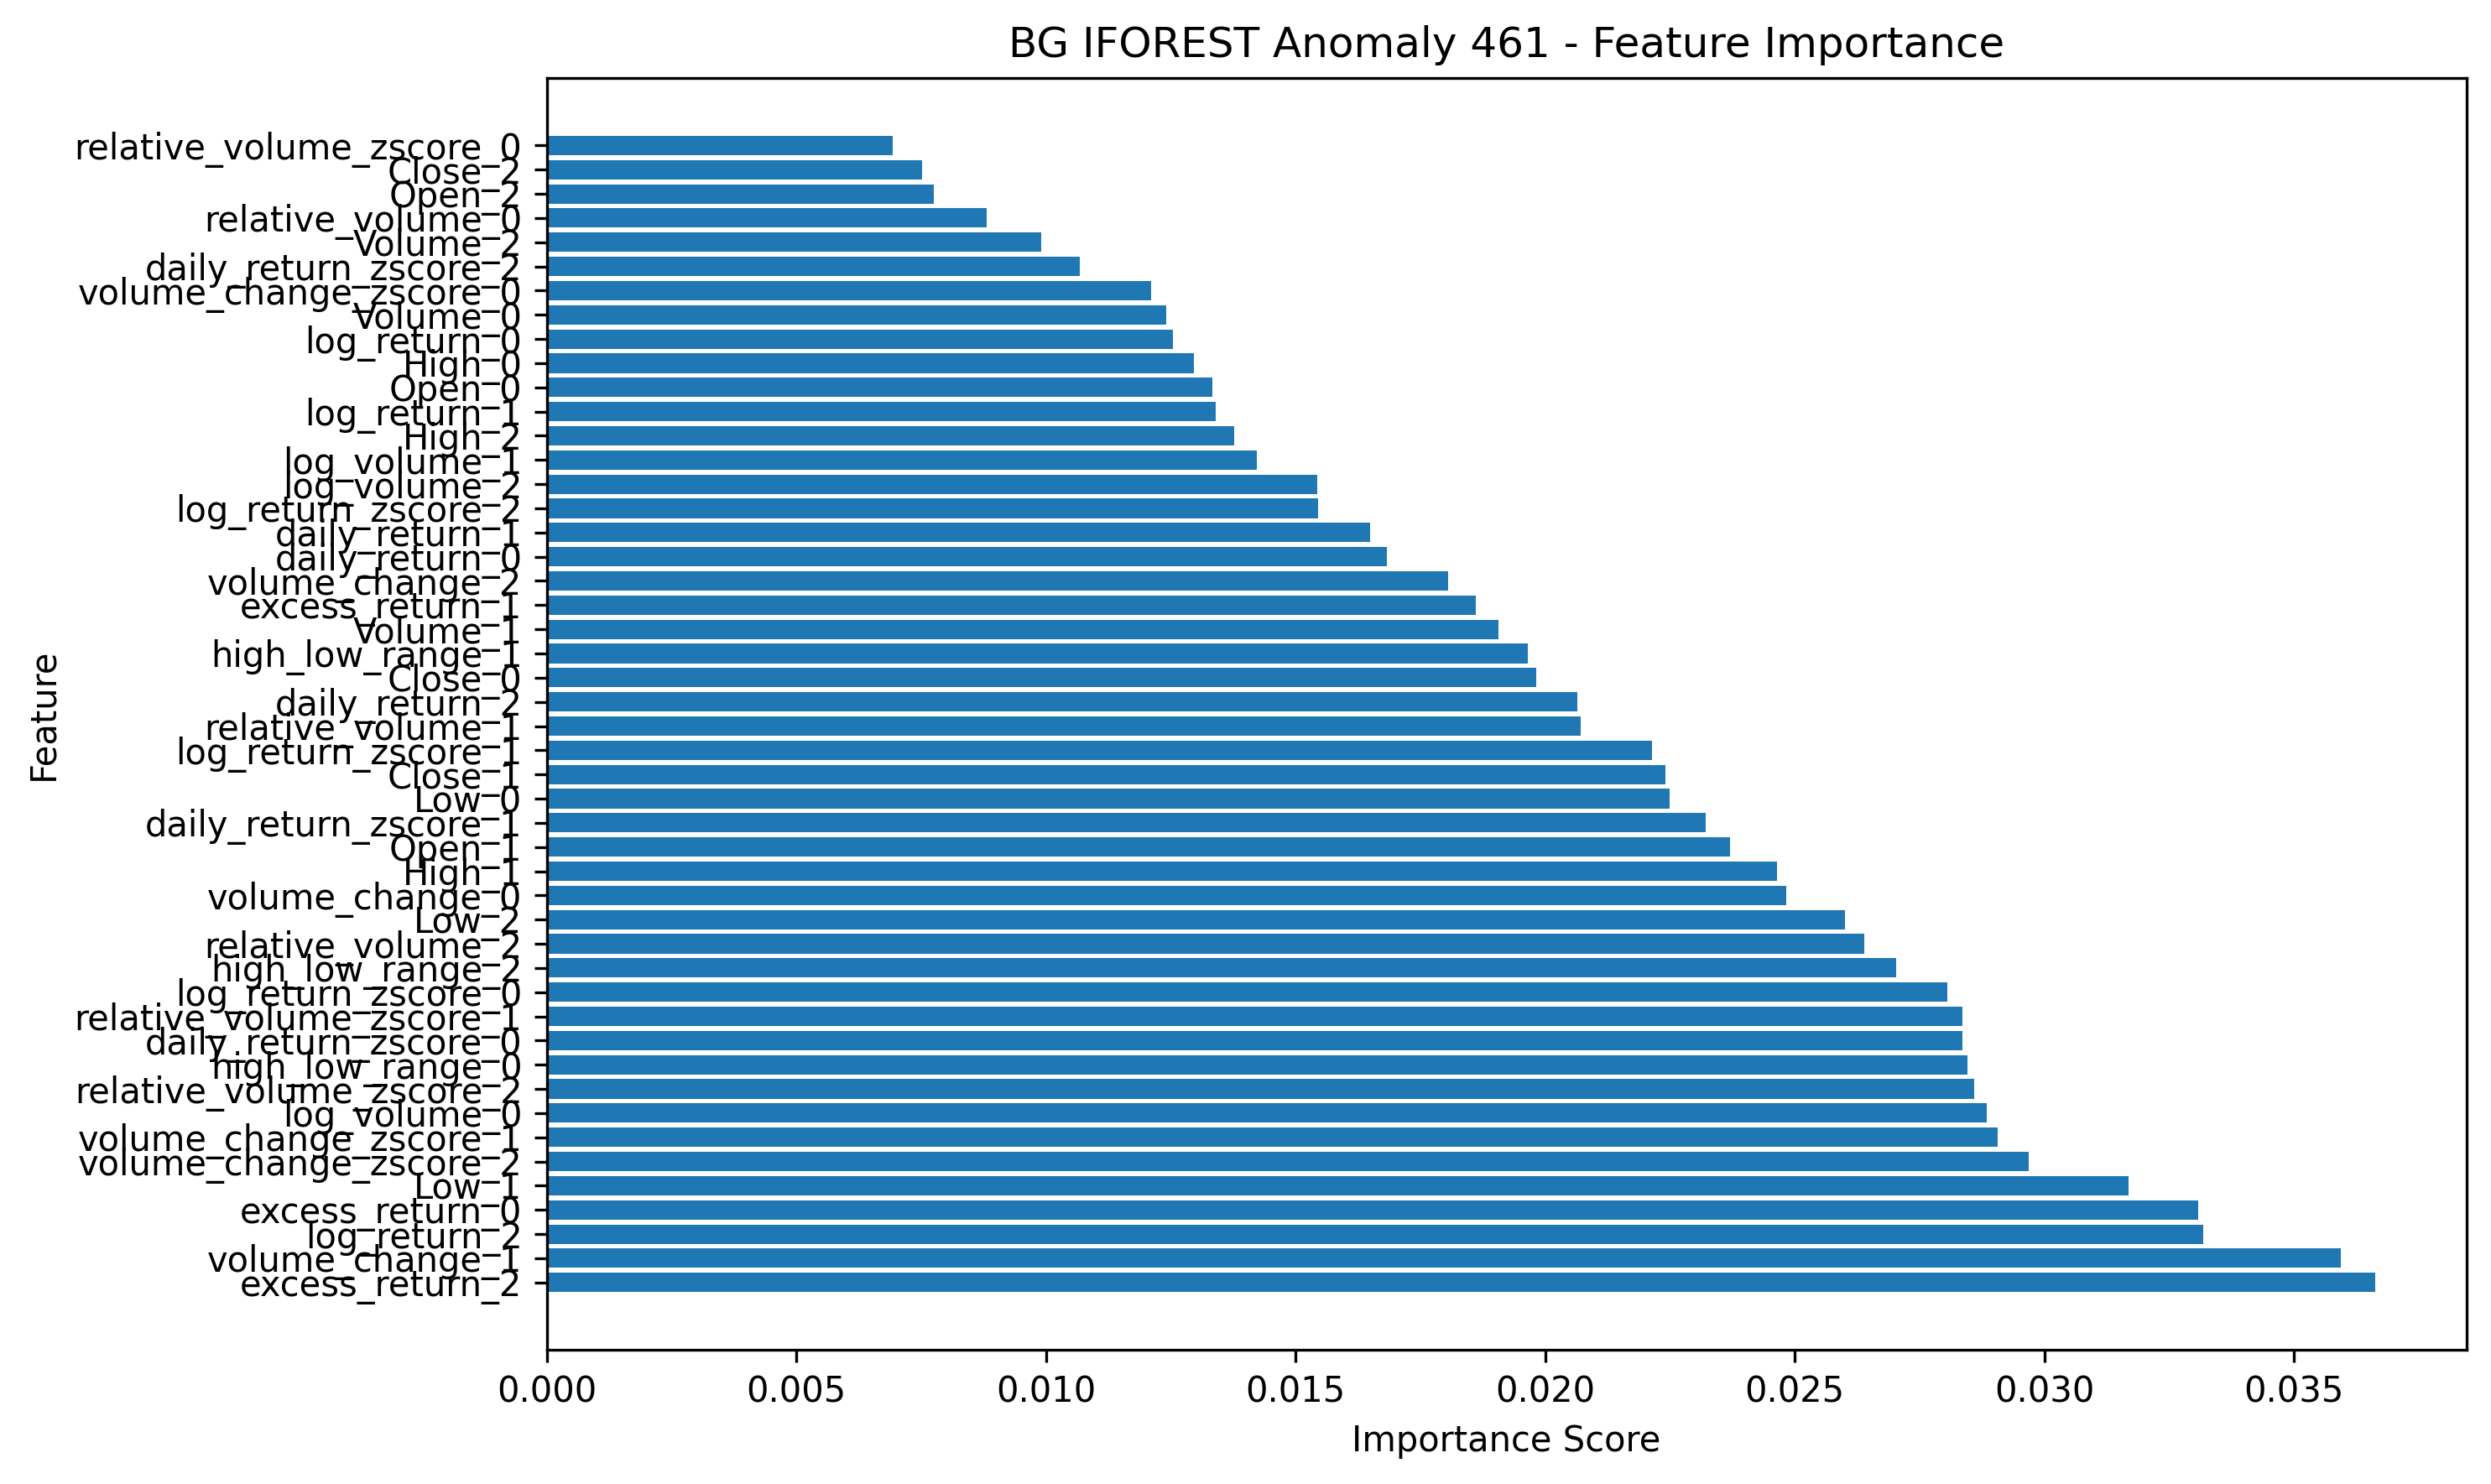 BG IFOREST Anomaly 461 - Feature Importance
relative_volume_zscore_0
Close_2
Open_2
relative_volume_0
Volume_2
daily_return_zscore_2
volume_change_zscore_0
Volume_0
log_return_0
High_0
Open_0
log_return_1
High_2
log_volume_1
log_volume_2
log_return_zscore_2
daily_return_1
daily_return_0
volume_change_2
excess_return_1
Volume_1
high_low_range_1
Close_0
daily_return_2
relative_volume_1
log_return_zscore_1
Close_1
Low_0
daily_return_zscore_1
Open_1
High_1
volume_change_0
Low_2
relative_volume_2
high_low_range_2
log_return_zscore_0
relative_volume_zscore_1
daily_return_zscore_0
high_low_range_0
relative_volume_zscore_2
log_volume_0
volume_change_zscore_1
volume_change_zscore_2
Low_1
excess_return_0
log_return_2
volume_change_1
excess_return_2
Feature
0.000 0.005 0.010 0.015 0.020 0.025 0.030 0.035
Importance Score